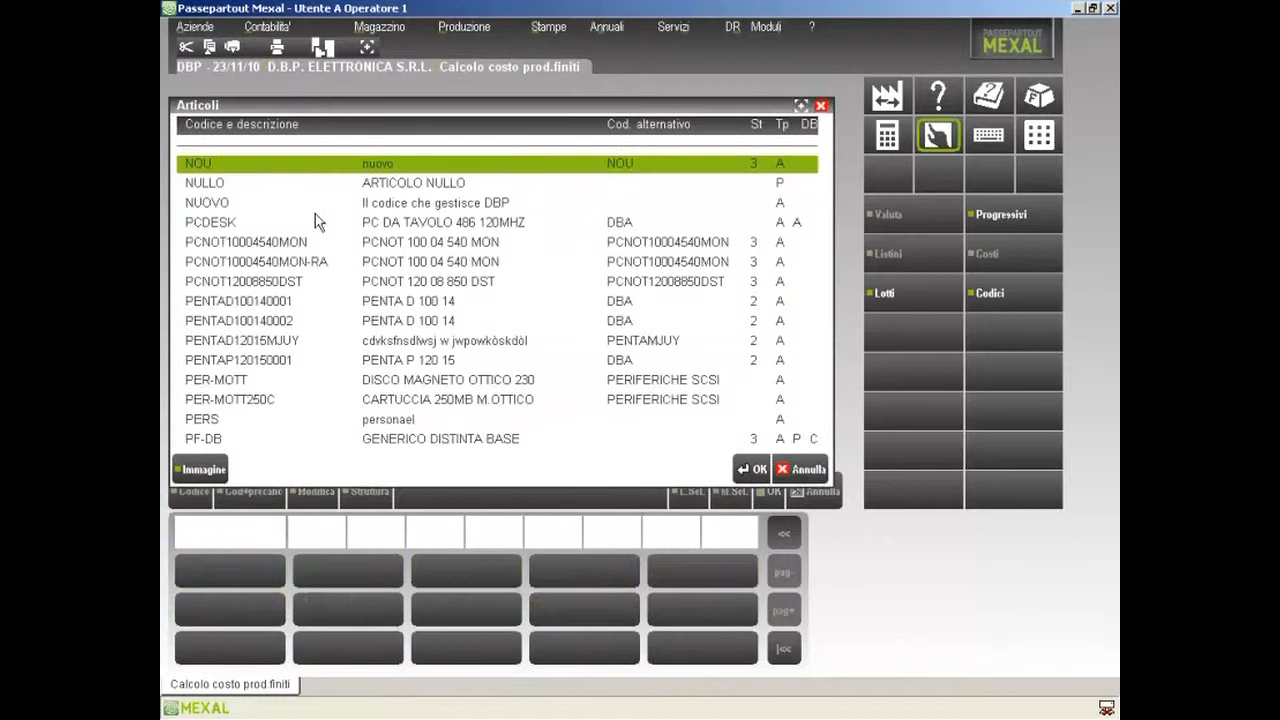 Passepartout Mexal - Utente A Operatore 1
Aziende Contabilita' Magazzino Produzione Stampe Annuali Servizi DR Moduli ?
PASSEPARTOUT
MEXAL
DBP - 23/11/10 D.B.P. ELETTRONICA S.R.L. Calcolo costo prod.finiti
Articoli
Codice e descrizione Cod. alternativo St Tp DB
NOU nuovo NOU 3 A
NULLO ARTICOLO NULLO P
NUOVO Il codice che gestisce DBP A
PCDESK PC DA TAVOLO 486 120MHZ DBA A A
PCNOT10004540MON PCNOT 100 04 540 MON PCNOT10004540MON 3 A
PCNOT10004540MON-RA PCNOT 100 04 540 MON PCNOT10004540MON 3 A
PCNOT12008850DST PCNOT 120 08 850 DST PCNOT12008850DST 3 A
PENTAD100140001 PENTA D 100 14 DBA 2 A
PENTAD100140002 PENTA D 100 14 DBA 2 A
PENTAD12015MJUY cdvksfnsdlwsj w jwpowkòskdòl PENTAMJUY 2 A
PENTAP120150001 PENTA P 120 15 DBA 2 A
PER-MOTT DISCO MAGNETO OTTICO 230 PERIFERICHE SCSI A
PER-MOTT250C CARTUCCIA 250MB M.OTTICO PERIFERICHE SCSI A
PERS personael A
PF-DB GENERICO DISTINTA BASE 3 A P C
Immagine OK Annulla
Codice Cod+precanc Modifica Struttura L.Sel. M.Sel. OK Annulla
Valuta Progressivi
Listini Costi
Lotti Codici
<<
pag-
pag+
|<<
Calcolo costo prod.finiti
MEXAL